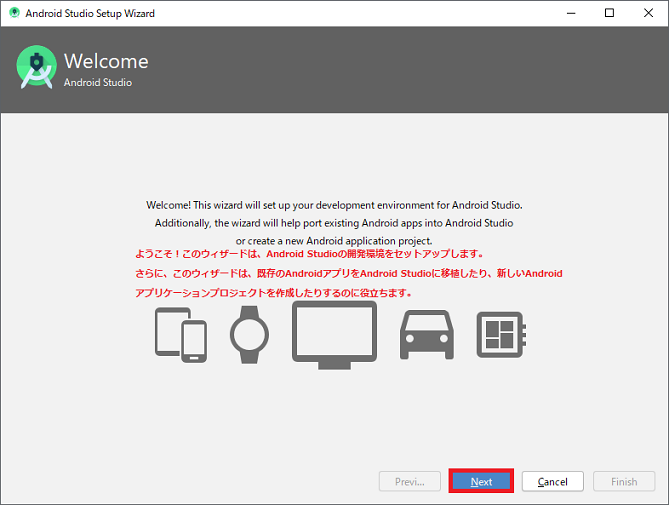 Android Studio Setup Wizard
Welcome
Android Studio
Welcome! This wizard will set up your development environment for Android Studio.
Additionally, the wizard will help port existing Android apps into Android Studio
or create a new Android application project.
ようこそ！このウィザードは、Android Studioの開発環境をセットアップします。
さらに、このウィザードは、既存のAndroidアプリをAndroid Studioに移植したり、新しいAndroid
アプリケーションプロジェクトを作成したりするのに役立ちます。
Previ...
Next
Cancel
Finish